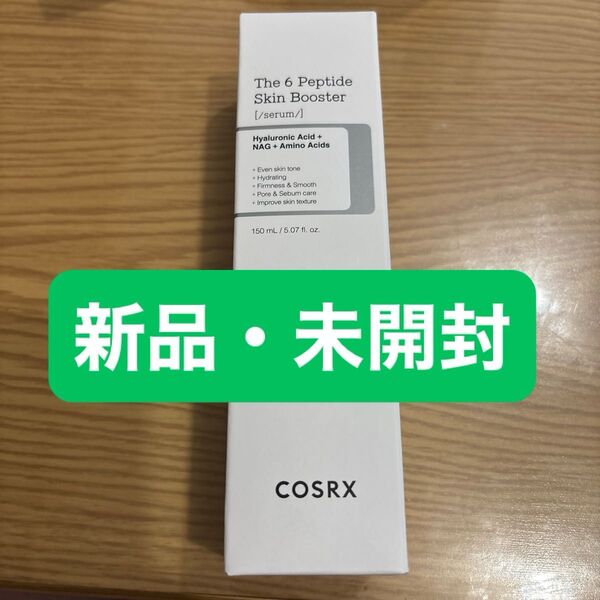 The 6 Peptide
Skin Booster
[/serum/]
Hyaluronic Acid +
NAG + Amino Acids
+ Even skin tone
+ Hydrating
+ Firmness & Smooth
+ Pore & Sebum care
+ Improve skin texture
150 mL / 5.07 fl. oz.
新品・未開封
COSRX